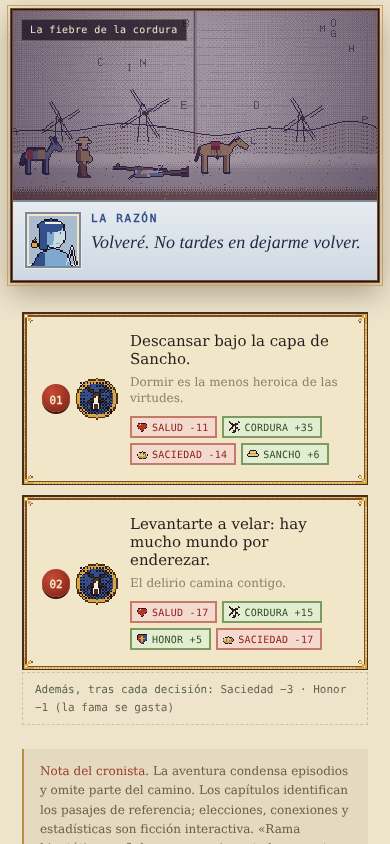 La fiebre de la cordura
M O G
H
C I N
E D
P
L
LA RAZÓN
Volveré. No tardes en dejarme volver.
01
Descansar bajo la capa de
Sancho.
Dormir es la menos heroica de las
virtudes.
SALUD -11 CORDURA +35
SACIEDAD -14 SANCHO +6
02
Levantarte a velar: hay
mucho mundo por
enderezar.
El delirio camina contigo.
SALUD -17 CORDURA +15
HONOR +5 SACIEDAD -17
Además, tras cada decisión: Saciedad −3 · Honor
−1 (la fama se gasta)
Nota del cronista. La aventura condensa episodios
y omite parte del camino. Los capítulos identifican
los pasajes de referencia; elecciones, conexiones y
estadísticas son ficción interactiva. «Rama